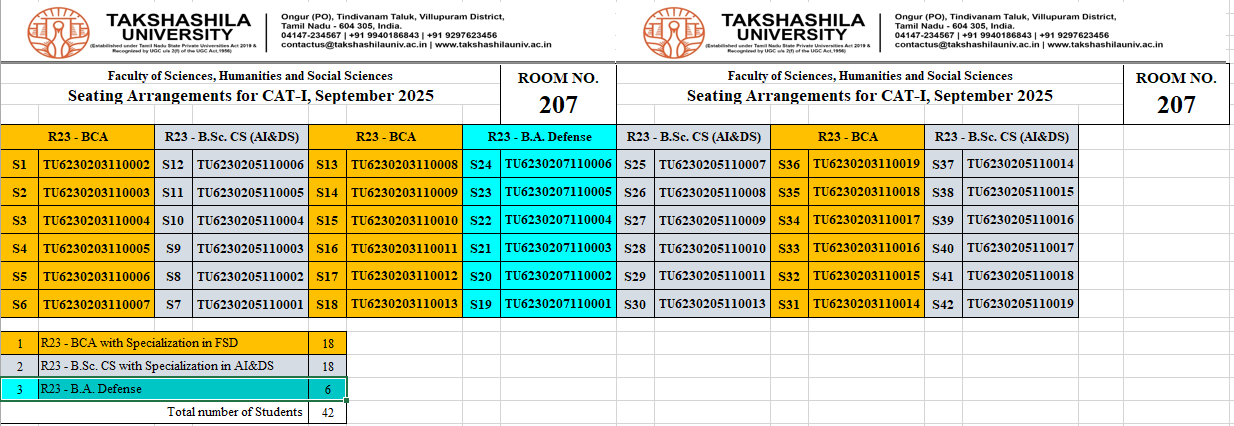 TAKSHASHILA UNIVERSITY
(Established under Tamil Nadu State Private Universities Act 2019 & Recognized by UGC u/s 2(f) of the UGC Act,1956)
Ongur (PO), Tindivanam Taluk, Villupuram District,
Tamil Nadu - 604 305, India.
04147-234567 | +91 9940186843 | +91 9297623456
contactus@takshashilauniv.ac.in | www.takshashilauniv.ac.in
TAKSHASHILA UNIVERSITY
(Established under Tamil Nadu State Private Universities Act 2019 & Recognized by UGC u/s 2(f) of the UGC Act,1956)
Ongur (PO), Tindivanam Taluk, Villupuram District,
Tamil Nadu - 604 305, India.
04147-234567 | +91 9940186843 | +91 9297623456
contactus@takshashilauniv.ac.in | www.takshashilauniv.ac.in
Faculty of Sciences, Humanities and Social Sciences
Seating Arrangements for CAT-I, September 2025
ROOM NO.
207
Faculty of Sciences, Humanities and Social Sciences
Seating Arrangements for CAT-I, September 2025
ROOM NO.
207
R23 - BCA R23 - B.Sc. CS (AI&DS) R23 - BCA R23 - B.A. Defense R23 - B.Sc. CS (AI&DS) R23 - BCA R23 - B.Sc. CS (AI&DS)
S1 TU6230203110002 S12 TU6230205110006 S13 TU6230203110008 S24 TU6230207110006 S25 TU6230205110007 S36 TU6230203110019 S37 TU6230205110014
S2 TU6230203110003 S11 TU6230205110005 S14 TU6230203110009 S23 TU6230207110005 S26 TU6230205110008 S35 TU6230203110018 S38 TU6230205110015
S3 TU6230203110004 S10 TU6230205110004 S15 TU6230203110010 S22 TU6230207110004 S27 TU6230205110009 S34 TU6230203110017 S39 TU6230205110016
S4 TU6230203110005 S9 TU6230205110003 S16 TU6230203110011 S21 TU6230207110003 S28 TU6230205110010 S33 TU6230203110016 S40 TU6230205110017
S5 TU6230203110006 S8 TU6230205110002 S17 TU6230203110012 S20 TU6230207110002 S29 TU6230205110011 S32 TU6230203110015 S41 TU6230205110018
S6 TU6230203110007 S7 TU6230205110001 S18 TU6230203110013 S19 TU6230207110001 S30 TU6230205110013 S31 TU6230203110014 S42 TU6230205110019
1 R23 - BCA with Specialization in FSD 18
2 R23 - B.Sc. CS with Specialization in AI&DS 18
3 R23 - B.A. Defense 6
Total number of Students 42